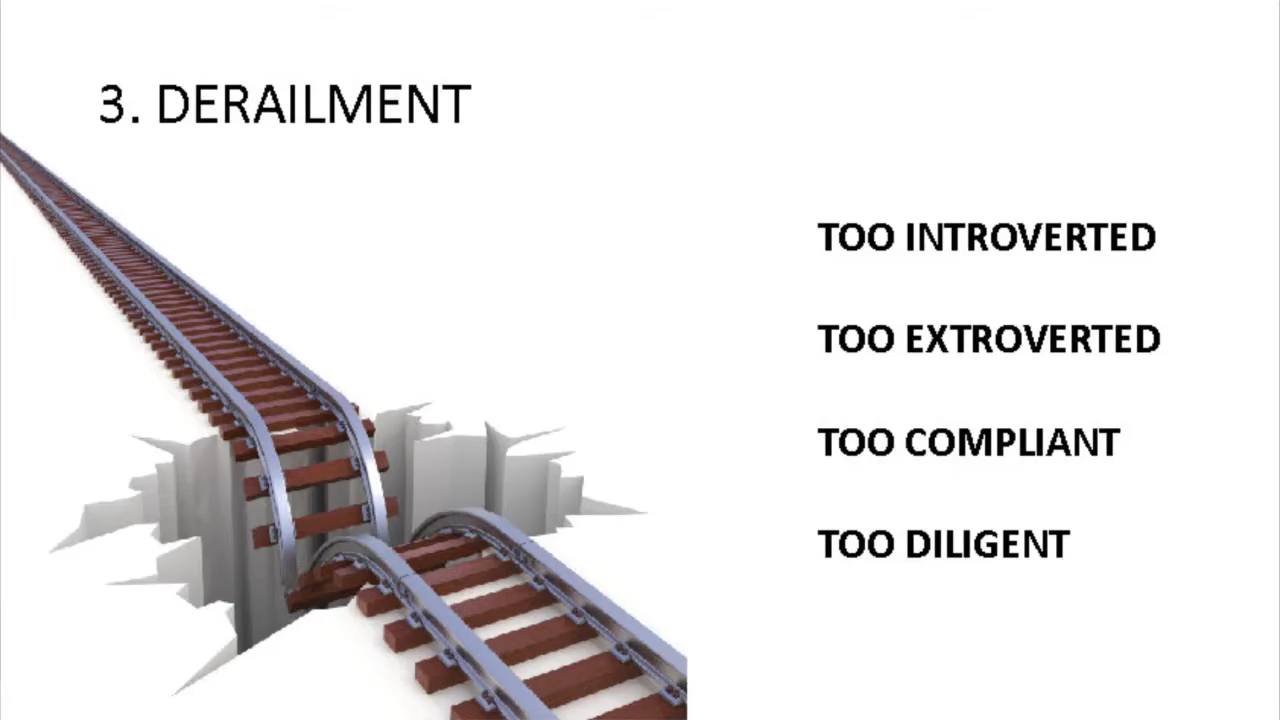 3. DERAILMENT
TOO INTROVERTED
TOO EXTROVERTED
TOO COMPLIANT
TOO DILIGENT